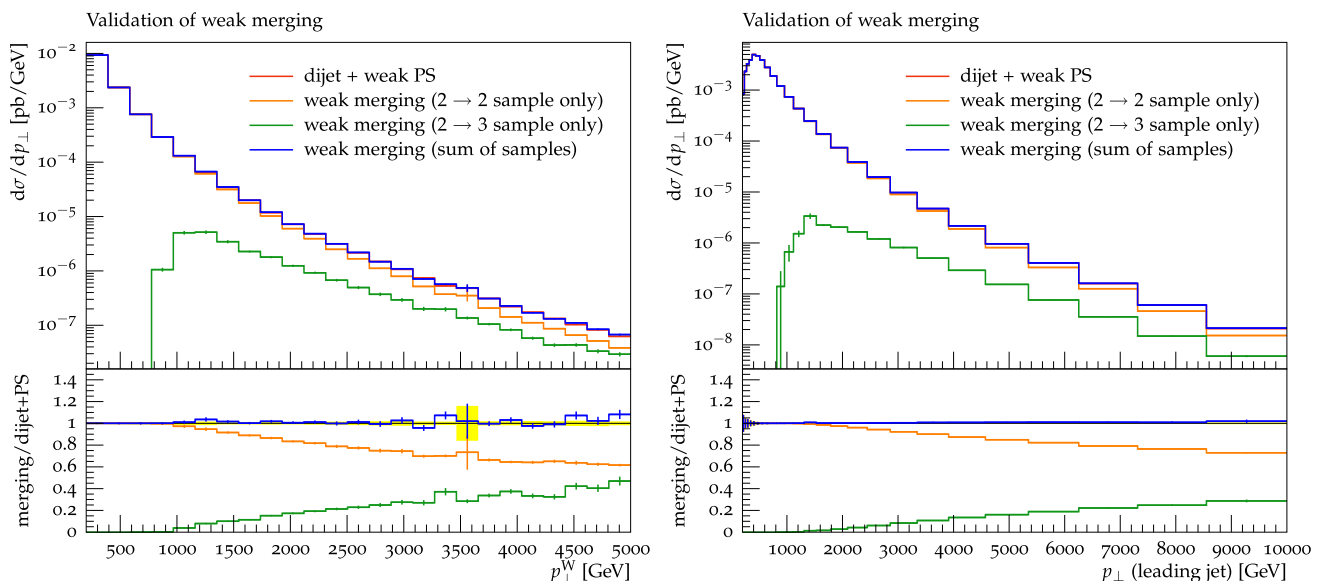 Validation of weak merging
dσ/dp⊥ [pb/GeV]
10⁻²
10⁻³
10⁻⁴
10⁻⁵
10⁻⁶
10⁻⁷
dijet + weak PS
weak merging (2 → 2 sample only)
weak merging (2 → 3 sample only)
weak merging (sum of samples)
merging/dijet+PS
1.4
1.2
1
0.8
0.6
0.4
0.2
0
500 1000 1500 2000 2500 3000 3500 4000 4500 5000
p⊥^W [GeV]
Validation of weak merging
dσ/dp⊥ [pb/GeV]
10⁻³
10⁻⁴
10⁻⁵
10⁻⁶
10⁻⁷
10⁻⁸
dijet + weak PS
weak merging (2 → 2 sample only)
weak merging (2 → 3 sample only)
weak merging (sum of samples)
merging/dijet+PS
1.4
1.2
1
0.8
0.6
0.4
0.2
0
1000 2000 3000 4000 5000 6000 7000 8000 9000 10000
p⊥ (leading jet) [GeV]